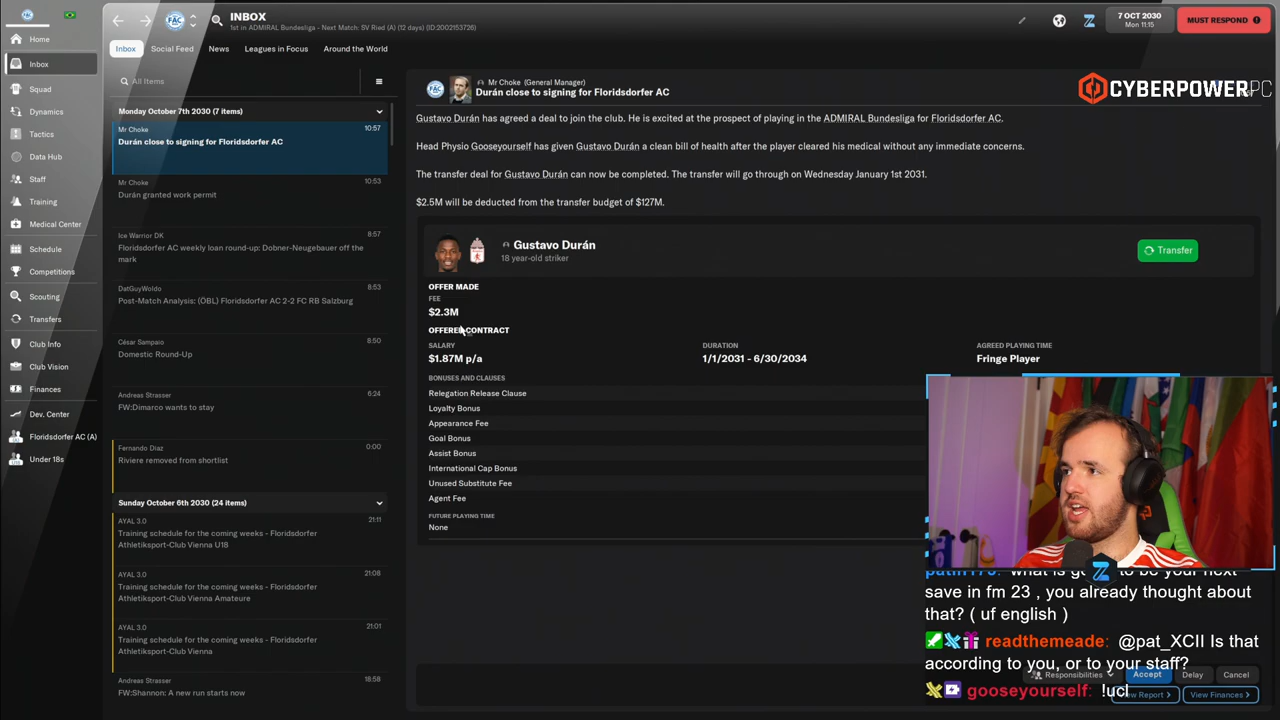 INBOX
1st in ADMIRAL Bundesliga - Next Match: SV Ried (A) (12 days) (ID:2002153726)
7 OCT 2030
Mon 11:15
MUST RESPOND
Home
Inbox
Squad
Dynamics
Tactics
Data Hub
Staff
Training
Medical Center
Schedule
Competitions
Scouting
Transfers
Club Info
Club Vision
Finances
Dev. Center
Floridsdorfer AC (A)
Under 18s
Inbox
Social Feed
News
Leagues in Focus
Around the World
All Items
Monday October 7th 2030 (7 items)
Mr Choke
10:57
Durán close to signing for Floridsdorfer AC
Mr Choke
10:53
Durán granted work permit
Ice Warrior DK
8:57
Floridsdorfer AC weekly loan round-up: Dobner-Neugebauer off the
mark
DatGuyWoldo
8:53
Post-Match Analysis: (ÖBL) Floridsdorfer AC 2-2 FC RB Salzburg
César Sampaio
8:50
Domestic Round-Up
Andreas Strasser
6:24
FW:Dimarco wants to stay
Fernando Diaz
0:00
Riviere removed from shortlist
Sunday October 6th 2030 (24 items)
AYAL 3.0
21:11
Training schedule for the coming weeks - Floridsdorfer
Athletiksport-Club Vienna U18
AYAL 3.0
21:08
Training schedule for the coming weeks - Floridsdorfer
Athletiksport-Club Vienna Amateure
AYAL 3.0
21:01
Training schedule for the coming weeks - Floridsdorfer
Athletiksport-Club Vienna
Andreas Strasser
18:58
FW:Shannon: A new run starts now
Mr Choke (General Manager)
Durán close to signing for Floridsdorfer AC
CYBERPOWERPC
Gustavo Durán has agreed a deal to join the club. He is excited at the prospect of playing in the ADMIRAL Bundesliga for Floridsdorfer AC.
Head Physio Gooseyourself has given Gustavo Durán a clean bill of health after the player cleared his medical without any immediate concerns.
The transfer deal for Gustavo Durán can now be completed. The transfer will go through on Wednesday January 1st 2031.
$2.5M will be deducted from the transfer budget of $127M.
Gustavo Durán
18 year-old striker
Transfer
OFFER MADE
FEE
$2.3M
OFFERED CONTRACT
SALARY
$1.87M p/a
DURATION
1/1/2031 - 6/30/2034
AGREED PLAYING TIME
Fringe Player
BONUSES AND CLAUSES
Relegation Release Clause
Loyalty Bonus
Appearance Fee
Goal Bonus
Assist Bonus
International Cap Bonus
Unused Substitute Fee
Agent Fee
FUTURE PLAYING TIME
None
save in fm 23 , you already thought about
that? ( uf english )
readthemeade: @pat_XCII Is that
according to you, or to your staff?
gooseyourself: !ucl
Responsibilities
Accept
Delay
Cancel
Report
View Finances